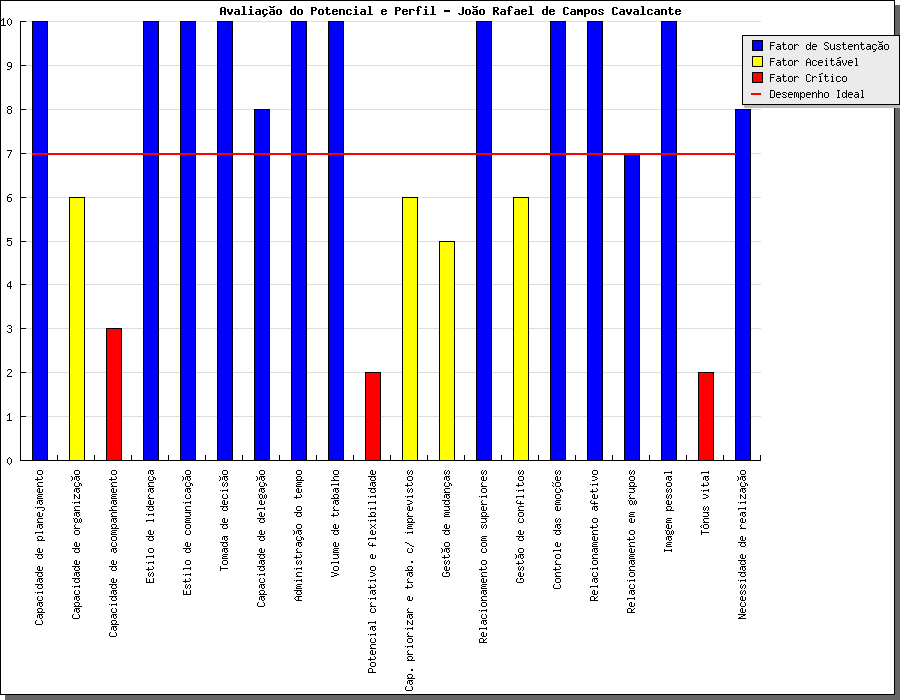 Avaliação do Potencial e Perfil - João Rafael de Campos Cavalcante
Fator de Sustentação
Fator Aceitável
Fator Crítico
Desempenho Ideal
10
9
8
7
6
5
4
3
2
1
0
Capacidade de planejamento
Capacidade de organização
Capacidade de acompanhamento
Estilo de liderança
Estilo de comunicação
Tomada de decisão
Capacidade de delegação
Administração do tempo
Volume de trabalho
Potencial criativo e flexibilidade
Cap. priorizar e trab. c/ imprevistos
Gestão de mudanças
Relacionamento com superiores
Gestão de conflitos
Controle das emoções
Relacionamento afetivo
Relacionamento em grupos
Imagem pessoal
Tônus vital
Necessidade de realização